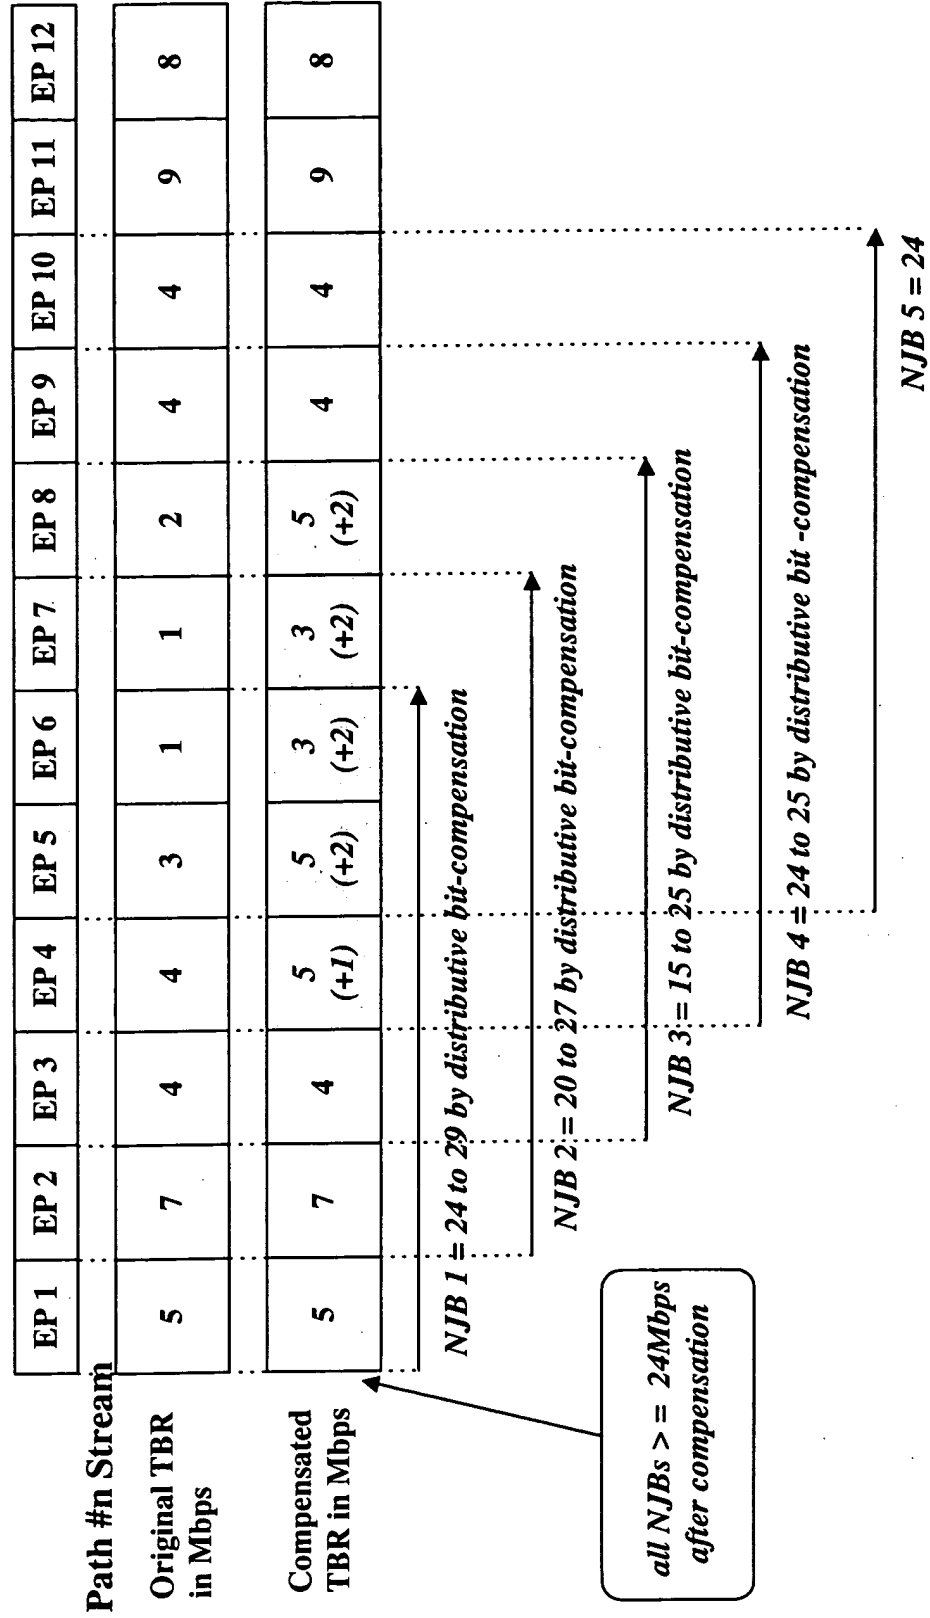 EP 1 EP 2 EP 3 EP 4 EP 5 EP 6 EP 7 EP 8 EP 9 EP 10 EP 11 EP 12
Path #n Stream
Original TBR
in Mbps
5 7 4 4 3 1 1 2 4 4 9 8
Compensated
TBR in Mbps
5 7 4 5 5 3 3 5 4 4 9 8
(+1) (+2) (+2) (+2) (+2)
NJB 1 = 24 to 29 by distributive bit-compensation
NJB 2 = 20 to 27 by distributive bit-compensation
NJB 3 = 15 to 25 by distributive bit-compensation
NJB 4 = 24 to 25 by distributive bit -compensation
NJB 5 = 24
all NJBs > = 24Mbps
after compensation